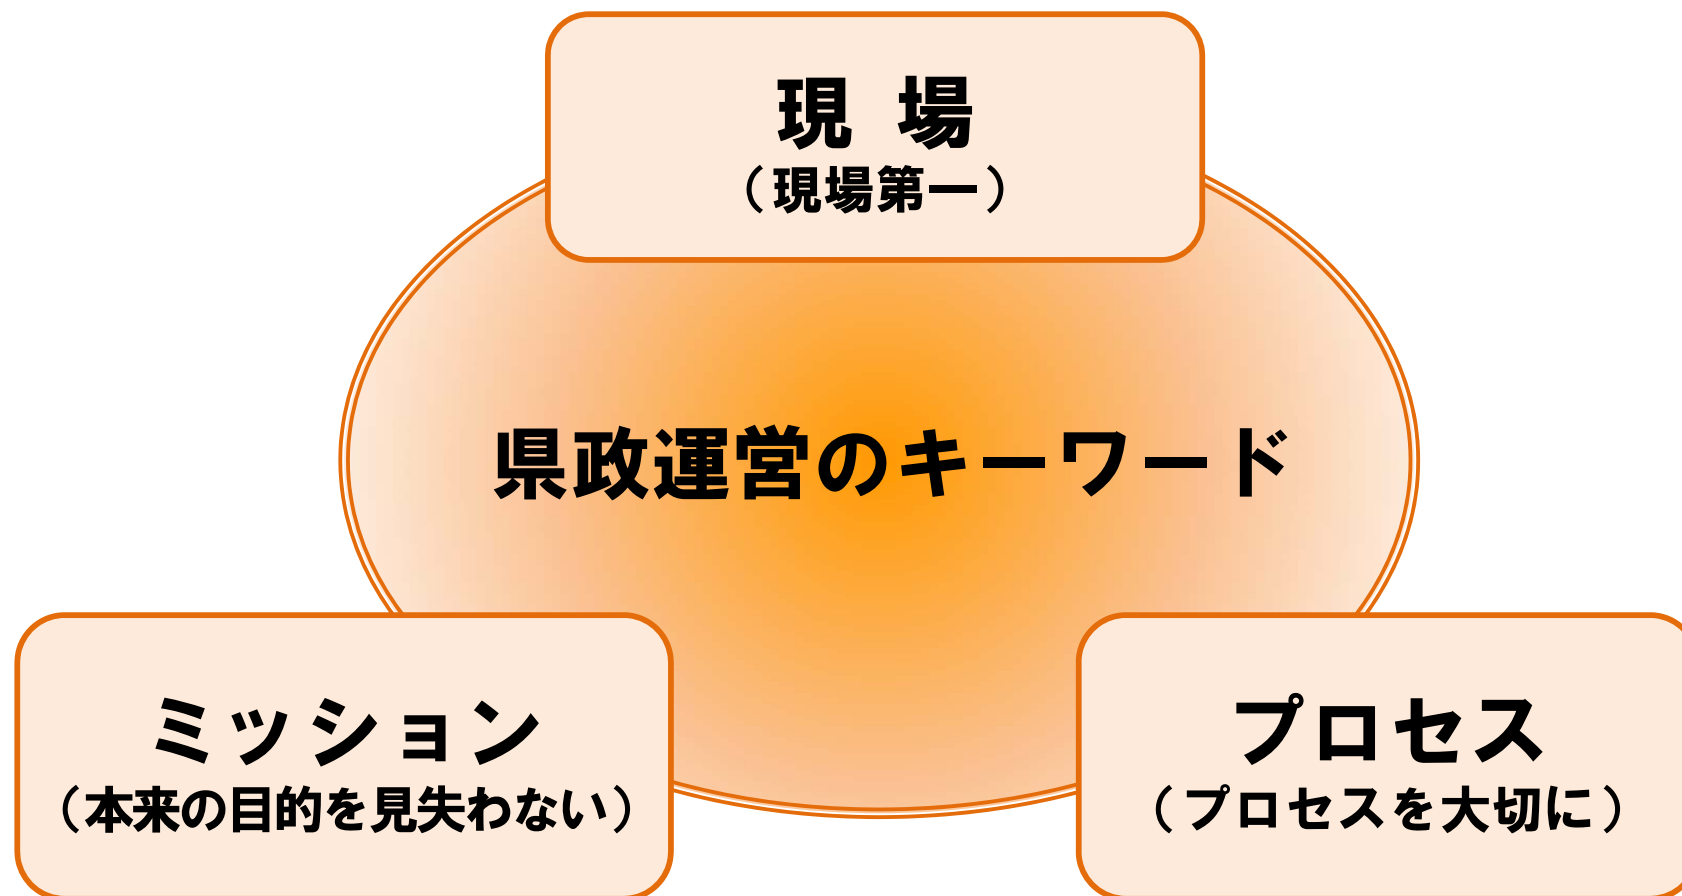 現場
（現場第一）
県政運営のキーワード
ミッション
（本来の目的を見失わない）
プロセス
（プロセスを大切に）